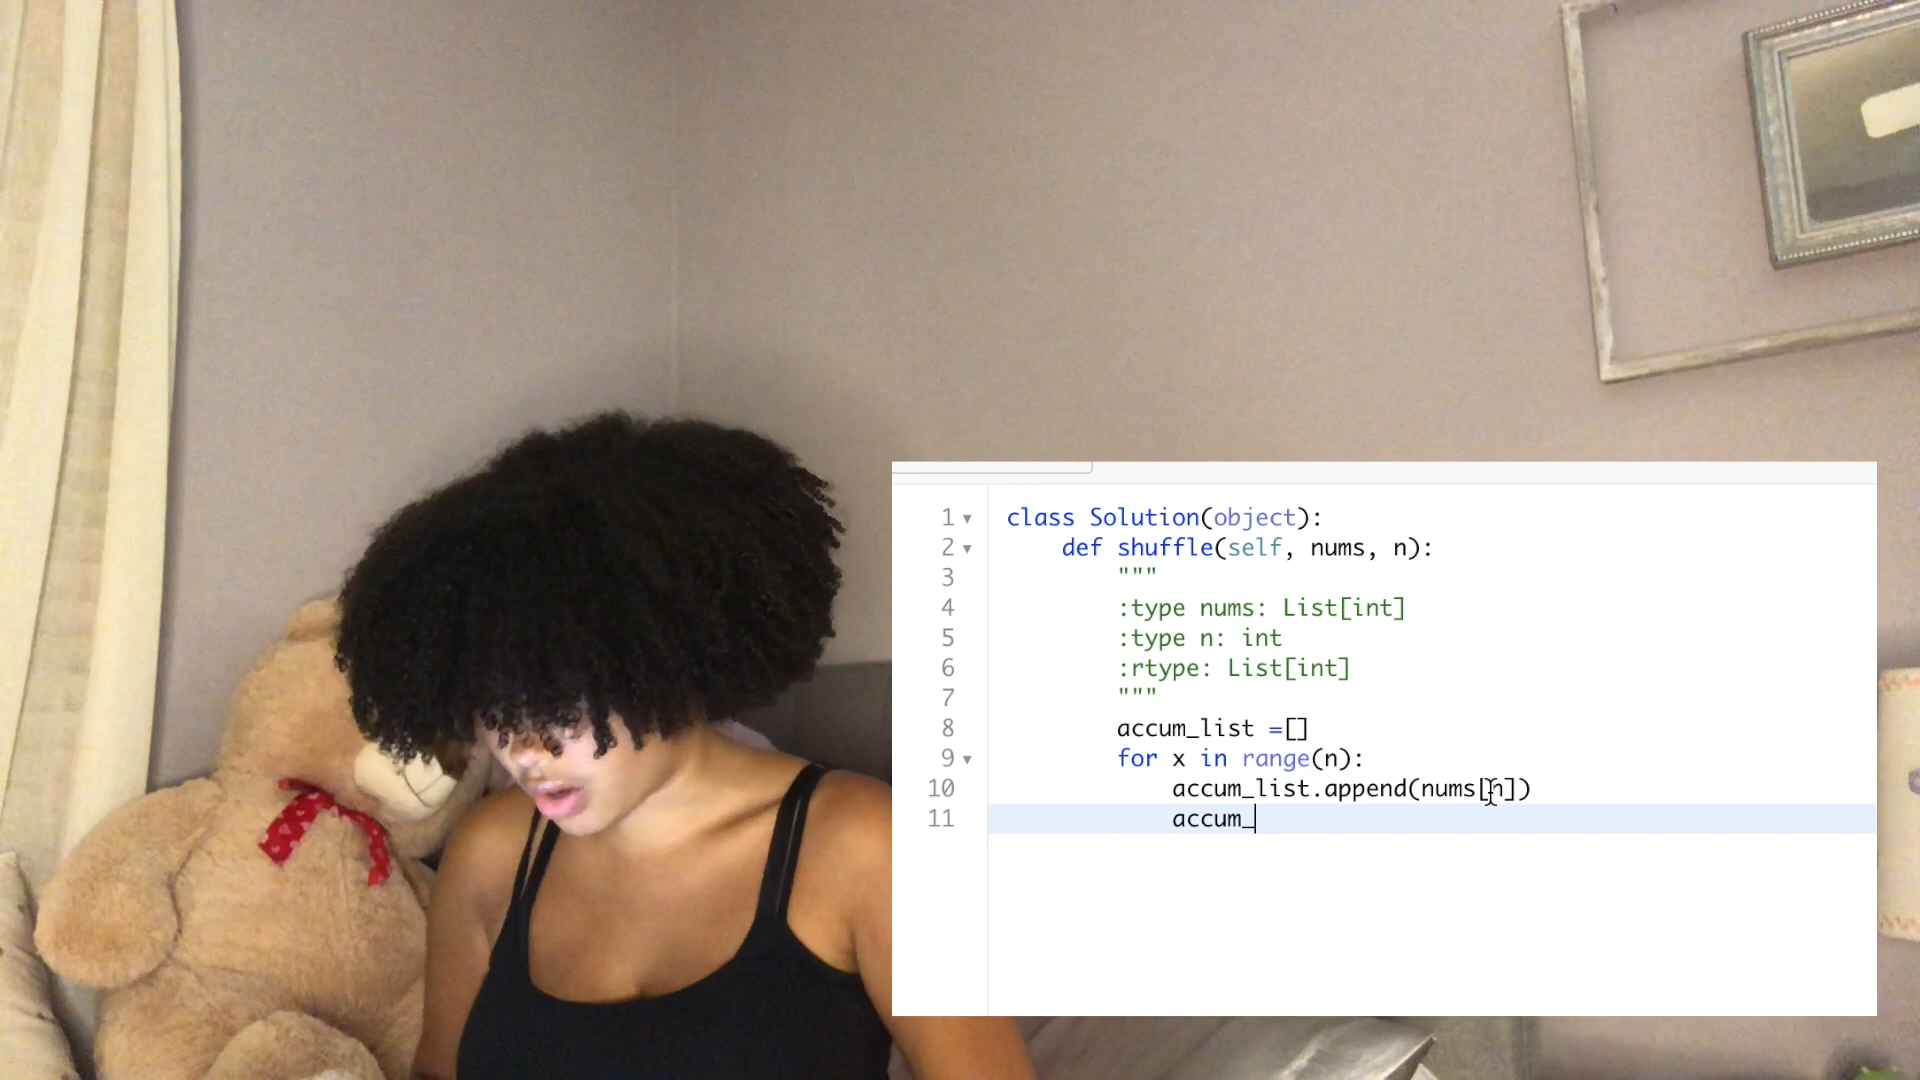 1 class Solution(object):
2 def shuffle(self, nums, n):
3 """
4 :type nums: List[int]
5 :type n: int
6 :rtype: List[int]
7 """
8 accum_list =[]
9 for x in range(n):
10 accum_list.append(nums[n])
11 accum_